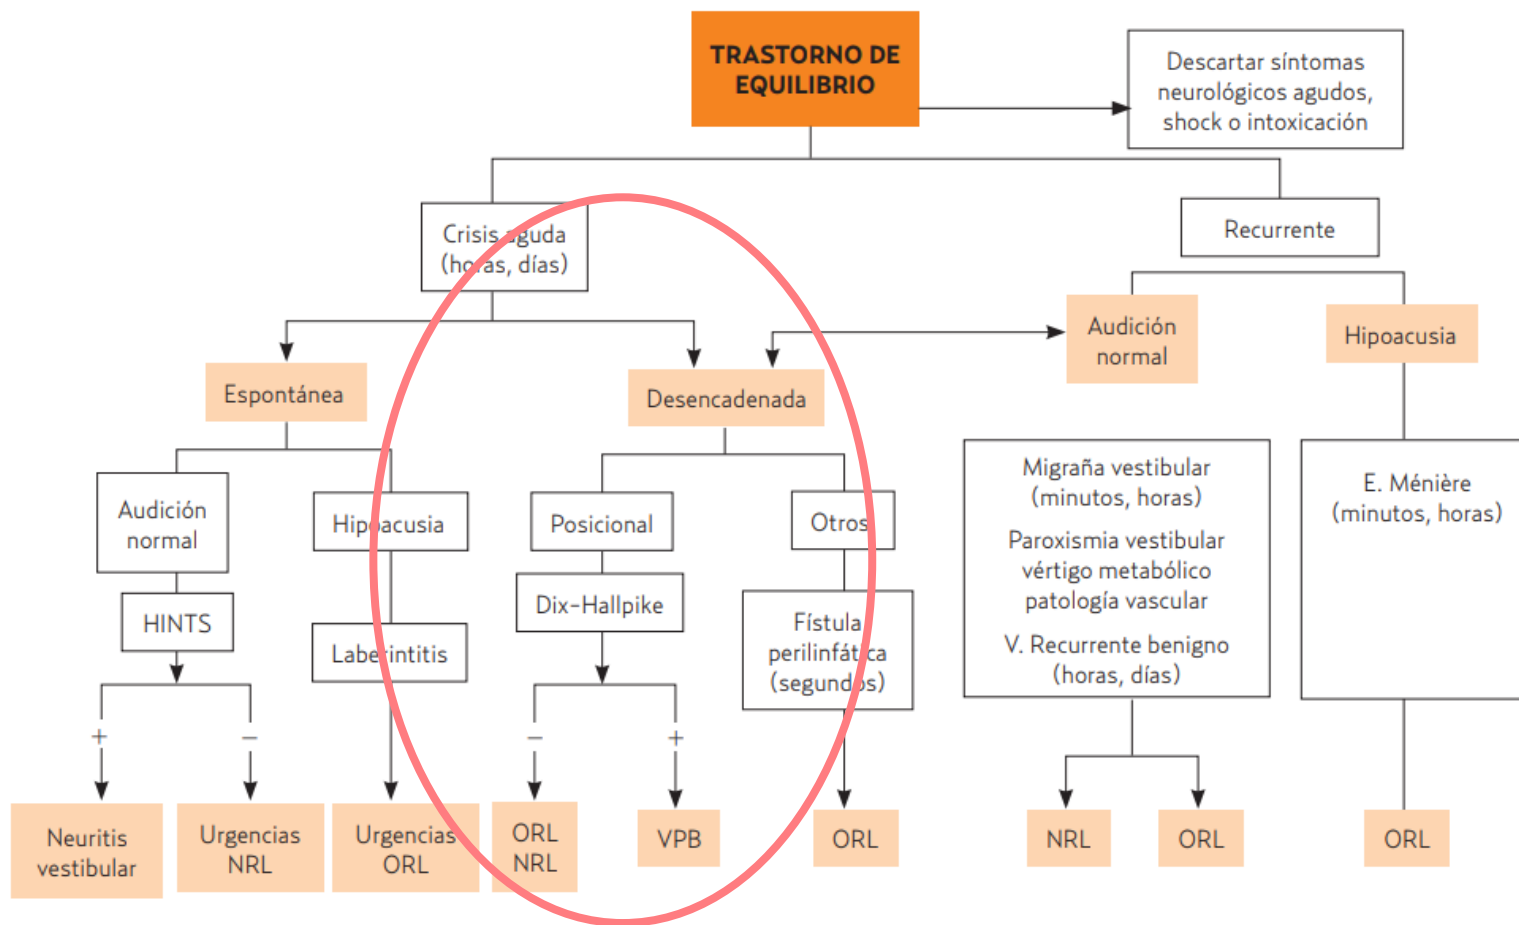 TRASTORNO DE
EQUILIBRIO
Descartar síntomas
neurológicos agudos,
shock o intoxicación
Crisis aguda
(horas, días)
Recurrente
Espontánea
Desencadenada
Audición
normal
Hipoacusia
Audición
normal
Hipoacusia
Posicional
Otros
Migraña vestibular
(minutos, horas)
Paroxismia vestibular
vértigo metabólico
patología vascular
V. Recurrente benigno
(horas, días)
E. Ménière
(minutos, horas)
HINTS
Laberintitis
Dix-Hallpike
Fístula
perilinfática
(segundos)
+
−
−
+
Neuritis
vestibular
Urgencias
NRL
Urgencias
ORL
ORL
NRL
VPB
ORL
NRL
ORL
ORL